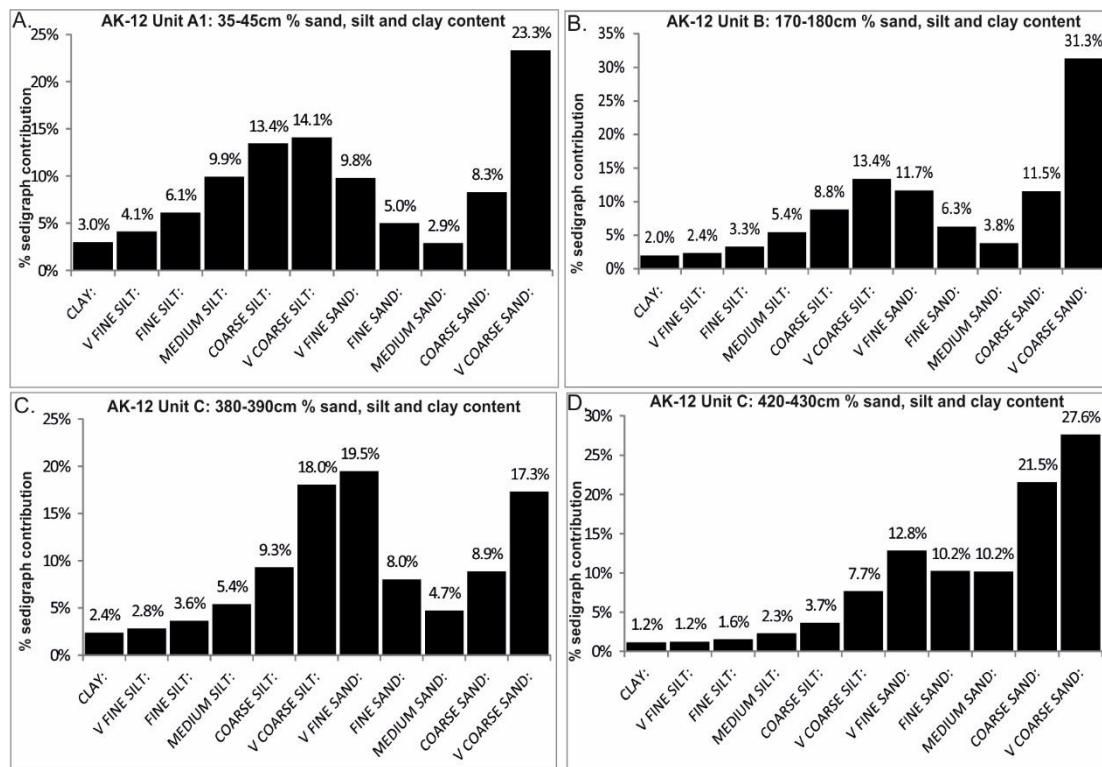 A.
AK-12 Unit A1: 35-45cm % sand, silt and clay content
% sedigraph contribution
25%
20%
15%
10%
5%
0%
3.0%
4.1%
6.1%
9.9%
13.4%
14.1%
9.8%
5.0%
2.9%
8.3%
23.3%
CLAY:
V FINE SILT:
FINE SILT:
MEDIUM SILT:
COARSE SILT:
V COARSE SILT:
V FINE SAND:
FINE SAND:
MEDIUM SAND:
COARSE SAND:
V COARSE SAND:
B.
AK-12 Unit B: 170-180cm % sand, silt and clay content
% sedigraph contribution
35%
30%
25%
20%
15%
10%
5%
0%
2.0%
2.4%
3.3%
5.4%
8.8%
13.4%
11.7%
6.3%
3.8%
11.5%
31.3%
CLAY:
V FINE SILT:
FINE SILT:
MEDIUM SILT:
COARSE SILT:
V COARSE SILT:
V FINE SAND:
FINE SAND:
MEDIUM SAND:
COARSE SAND:
V COARSE SAND:
C.
AK-12 Unit C: 380-390cm % sand, silt and clay content
% sedigraph contribution
25%
20%
15%
10%
5%
0%
2.4%
2.8%
3.6%
5.4%
9.3%
18.0%
19.5%
8.0%
4.7%
8.9%
17.3%
CLAY:
V FINE SILT:
FINE SILT:
MEDIUM SILT:
COARSE SILT:
V COARSE SILT:
V FINE SAND:
FINE SAND:
MEDIUM SAND:
COARSE SAND:
V COARSE SAND:
D.
AK-12 Unit C: 420-430cm % sand, silt and clay content
% sedigraph contribution
30%
25%
20%
15%
10%
5%
0%
1.2%
1.2%
1.6%
2.3%
3.7%
7.7%
12.8%
10.2%
10.2%
21.5%
27.6%
CLAY:
V FINE SILT:
FINE SILT:
MEDIUM SILT:
COARSE SILT:
V COARSE SILT:
V FINE SAND:
FINE SAND:
MEDIUM SAND:
COARSE SAND:
V COARSE SAND: